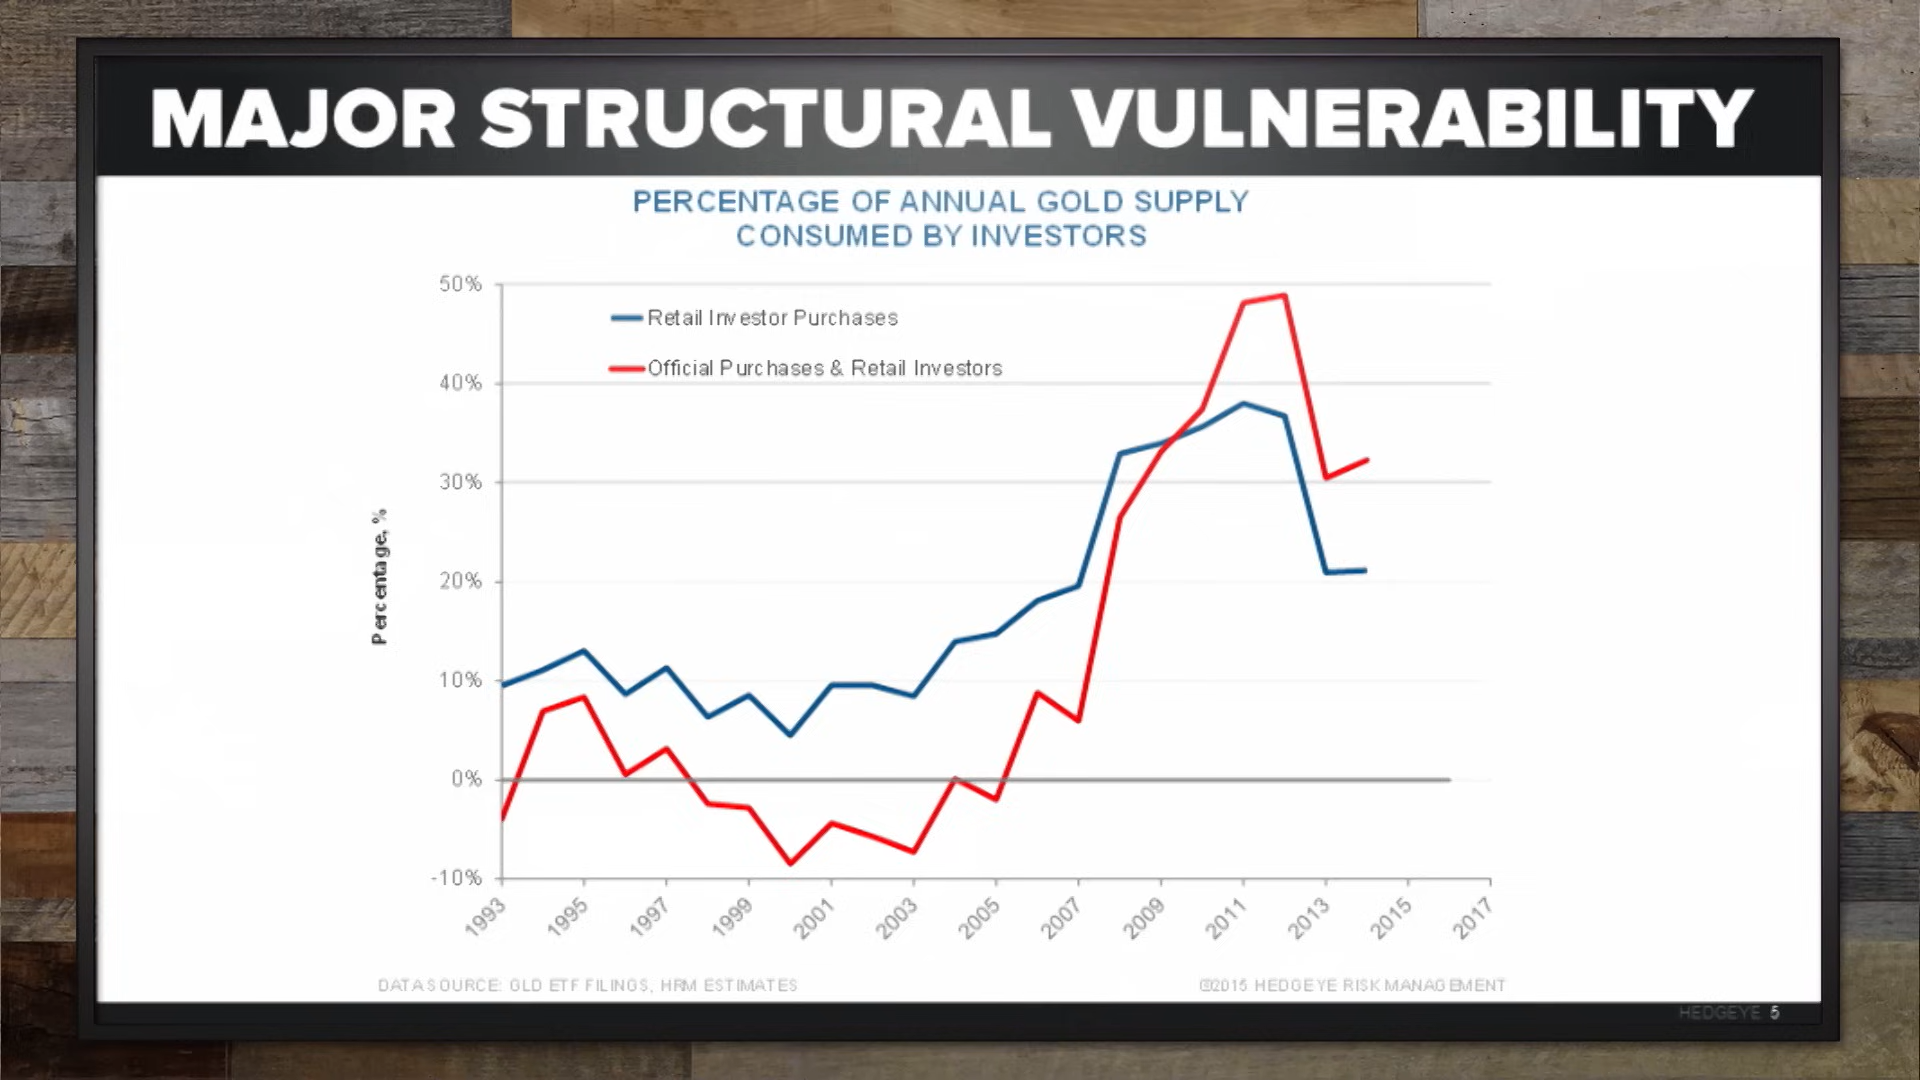 MAJOR STRUCTURAL VULNERABILITY
PERCENTAGE OF ANNUAL GOLD SUPPLY
CONSUMED BY INVESTORS
50%
40%
30%
20%
10%
0%
-10%
Percentage, %
Retail Investor Purchases
Official Purchases & Retail Investors
1993
1995
1997
1999
2001
2003
2005
2007
2009
2011
2013
2015
2017
DATA SOURCE: GLD ETF FILINGS, HRM ESTIMATES
©2015 HEDGEYE RISK MANAGEMENT
HEDGEYE 5